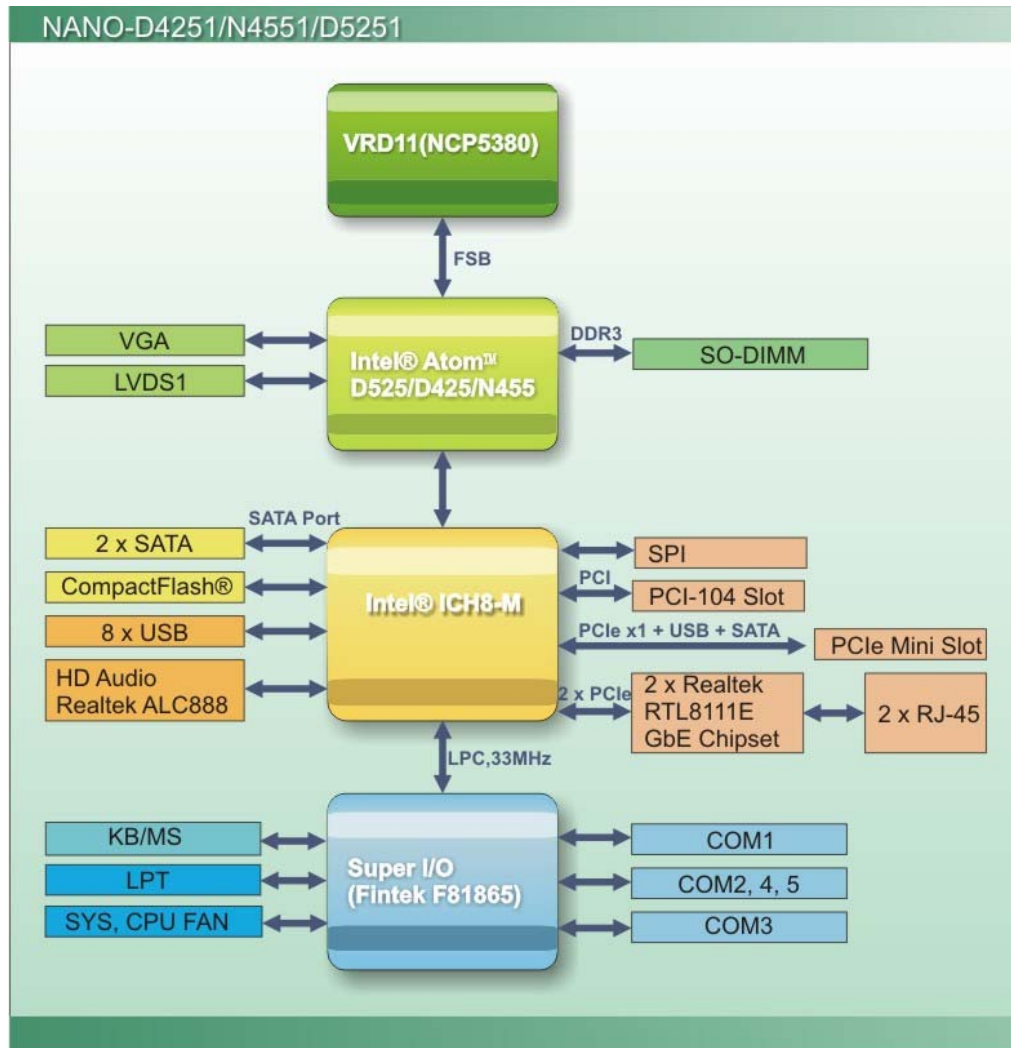 NANO-D4251/N4551/D5251
VRD11(NCP5380)
FSB
VGA
LVDS1
Intel® Atom™
D525/D425/N455
DDR3
SO-DIMM
SATA Port
2 x SATA
CompactFlash®
8 x USB
HD Audio
Realtek ALC888
Intel® ICH8-M
SPI
PCI
PCI-104 Slot
PCIe x1 + USB + SATA
PCIe Mini Slot
2 x PCIe
2 x Realtek
RTL8111E
GbE Chipset
2 x RJ-45
LPC,33MHz
KB/MS
LPT
SYS, CPU FAN
Super I/O
(Fintek F81865)
COM1
COM2, 4, 5
COM3